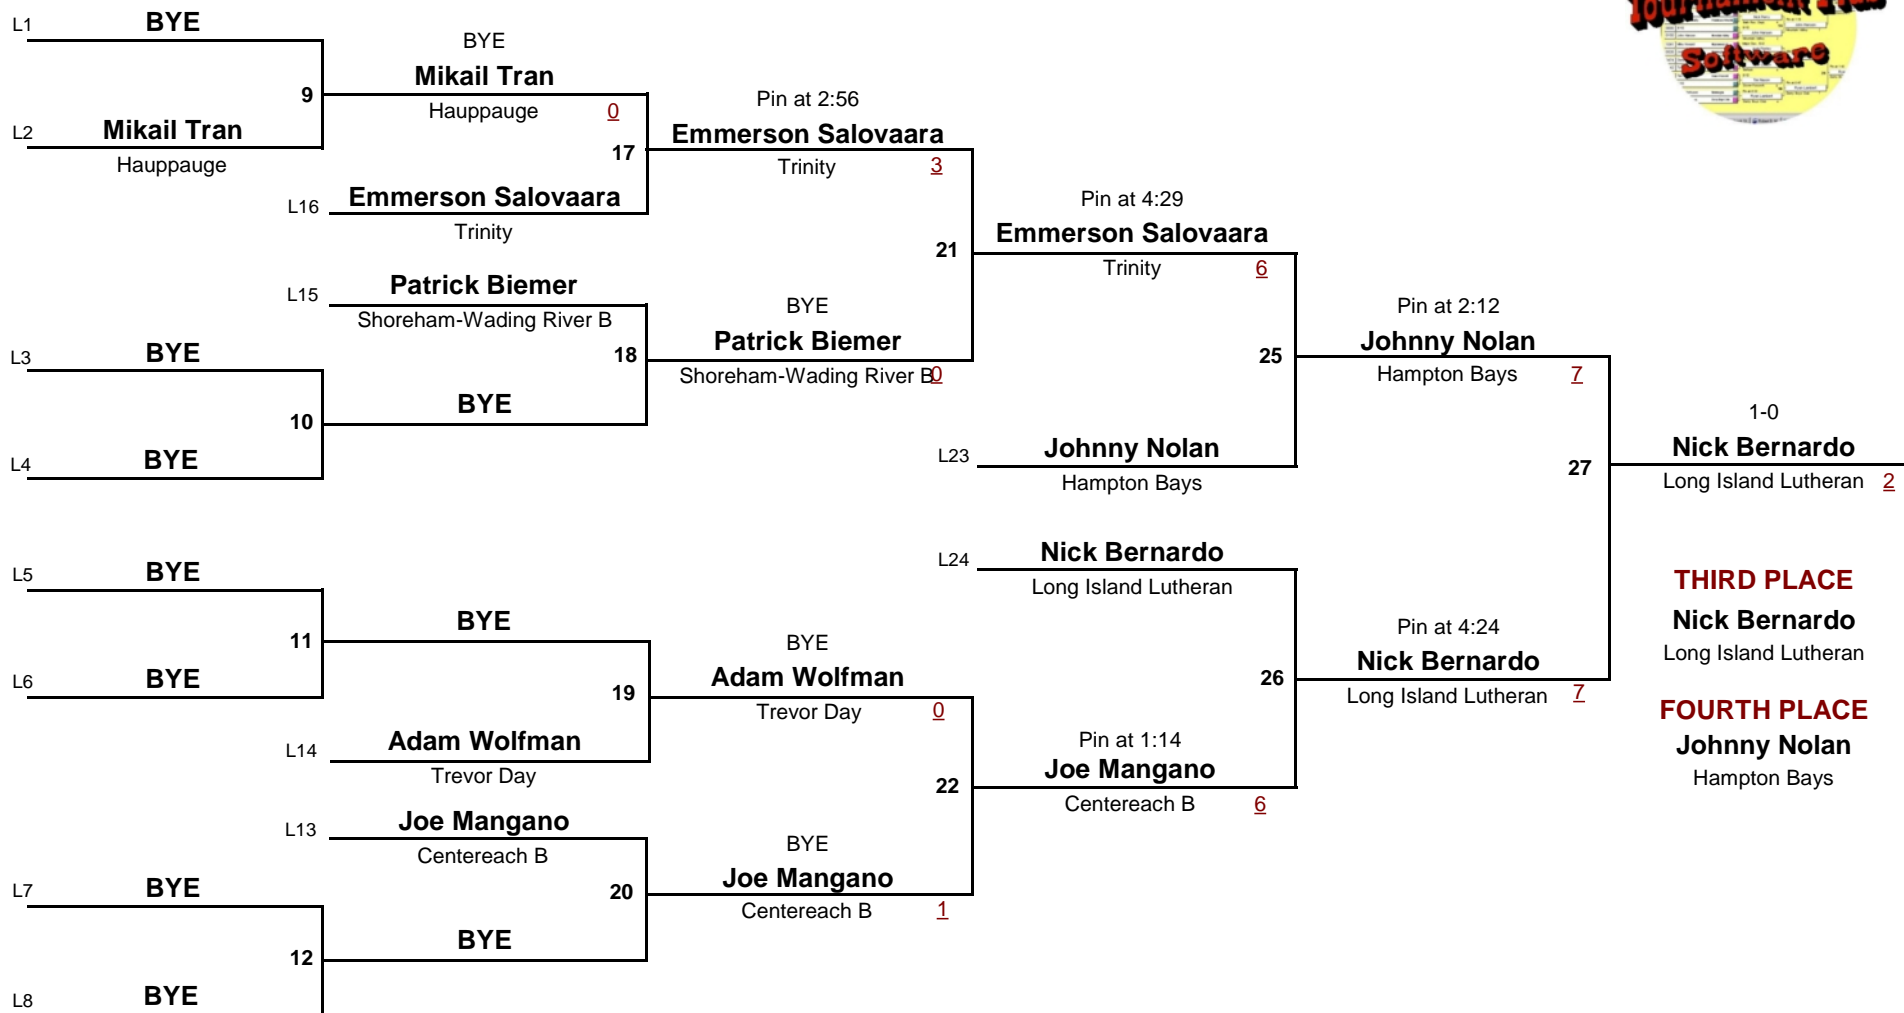 Tournament Plus
Software
L1
BYE
9
L2
Mikail Tran
Hauppauge
BYE
Mikail Tran
Hauppauge
0
17
L16
Emmerson Salovaara
Trinity
Pin at 2:56
Emmerson Salovaara
Trinity
3
21
L15
Patrick Biemer
Shoreham-Wading River B
18
L3
BYE
10
L4
BYE
BYE
BYE
Patrick Biemer
Shoreham-Wading River B
0
Pin at 4:29
Emmerson Salovaara
Trinity
6
25
L23
Johnny Nolan
Hampton Bays
Pin at 2:12
Johnny Nolan
Hampton Bays
7
27
1-0
Nick Bernardo
Long Island Lutheran
2
L5
BYE
11
L6
BYE
BYE
19
L14
Adam Wolfman
Trevor Day
BYE
Adam Wolfman
Trevor Day
0
22
L13
Joe Mangano
Centereach B
20
L7
BYE
12
L8
BYE
BYE
BYE
Joe Mangano
Centereach B
1
L24
Nick Bernardo
Long Island Lutheran
26
Pin at 1:14
Joe Mangano
Centereach B
6
Pin at 4:24
Nick Bernardo
Long Island Lutheran
7
THIRD PLACE
Nick Bernardo
Long Island Lutheran
FOURTH PLACE
Johnny Nolan
Hampton Bays